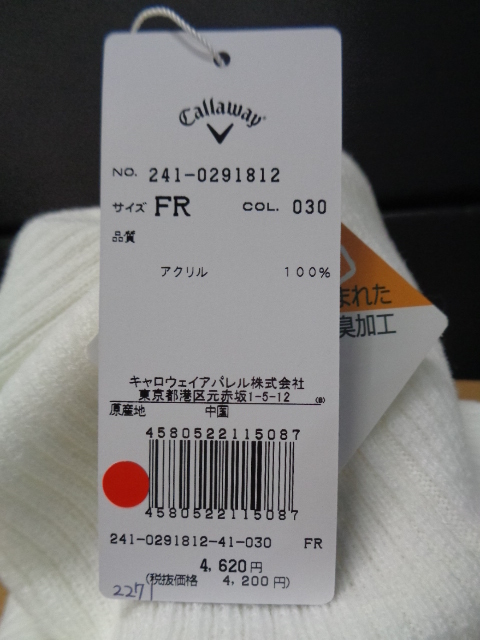 Callaway
NO. 241-0291812
サイズ FR COL. 030
品質
アクリル 100%
まれた
臭加工
キャロウェイアパレル株式会社
東京都港区元赤坂1-5-12 (B)
原産地 中国
4580522115087
4580522115087
241-0291812-41-030 FR
4,620円
(税抜価格 4,200円)
2271